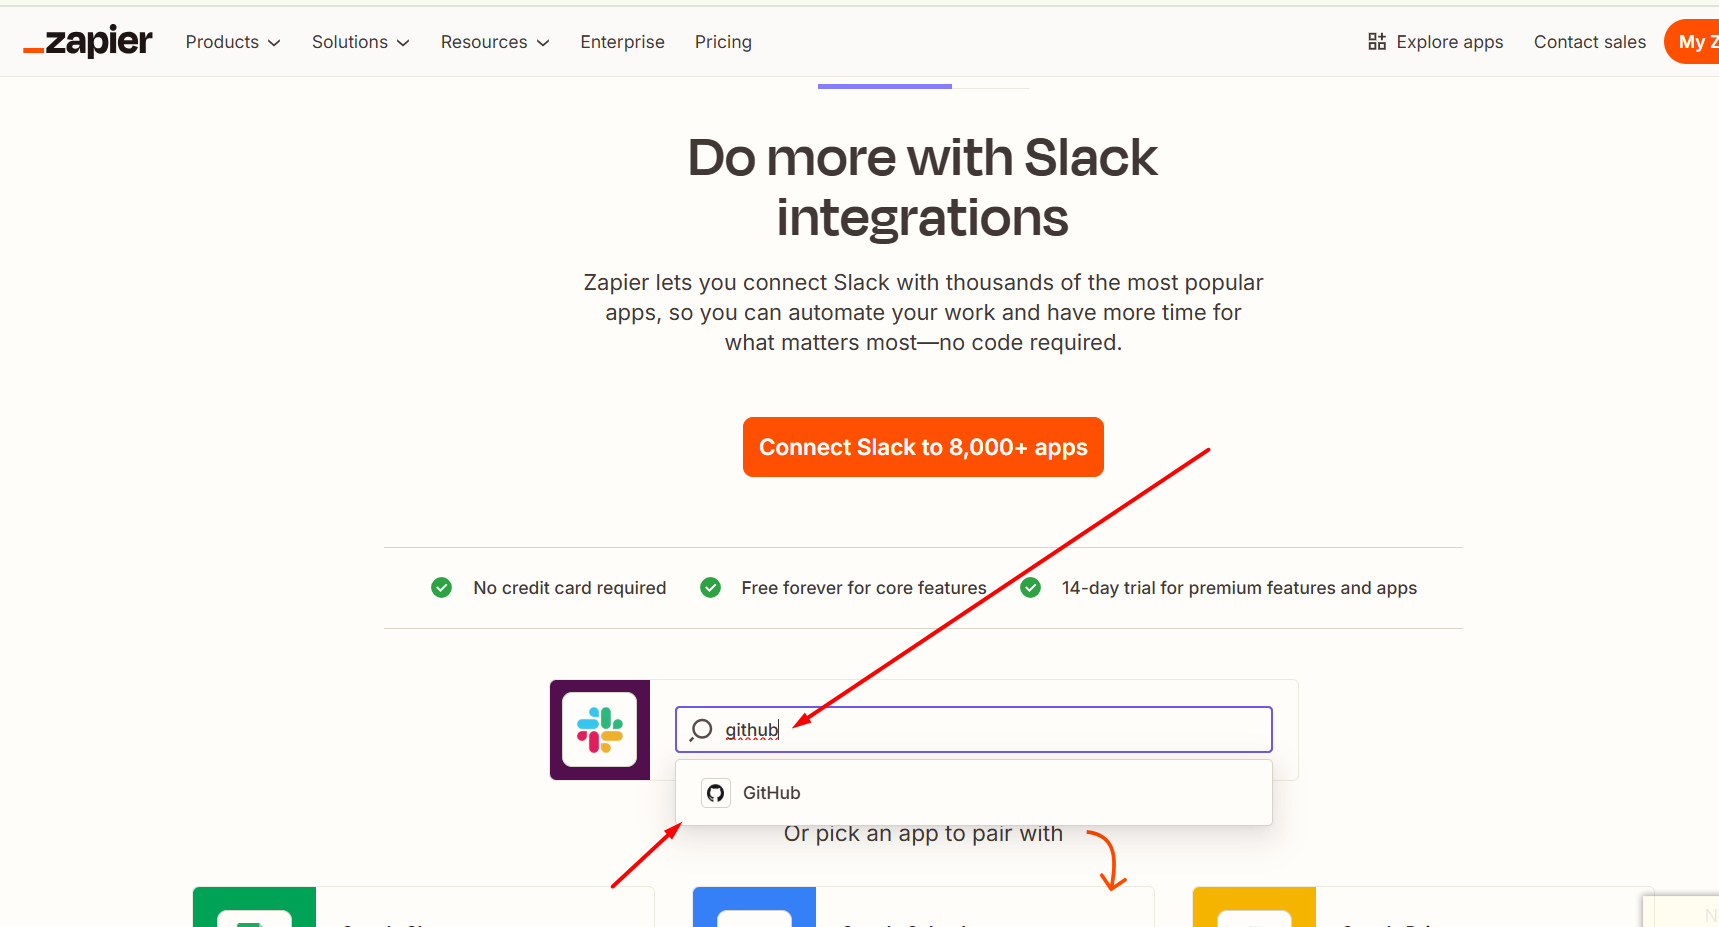 zapier Products Solutions Resources Enterprise Pricing Explore apps Contact sales My Z
Do more with Slack
integrations
Zapier lets you connect Slack with thousands of the most popular
apps, so you can automate your work and have more time for
what matters most—no code required.
Connect Slack to 8,000+ apps
No credit card required Free forever for core features 14-day trial for premium features and apps
github
GitHub
Or pick an app to pair with